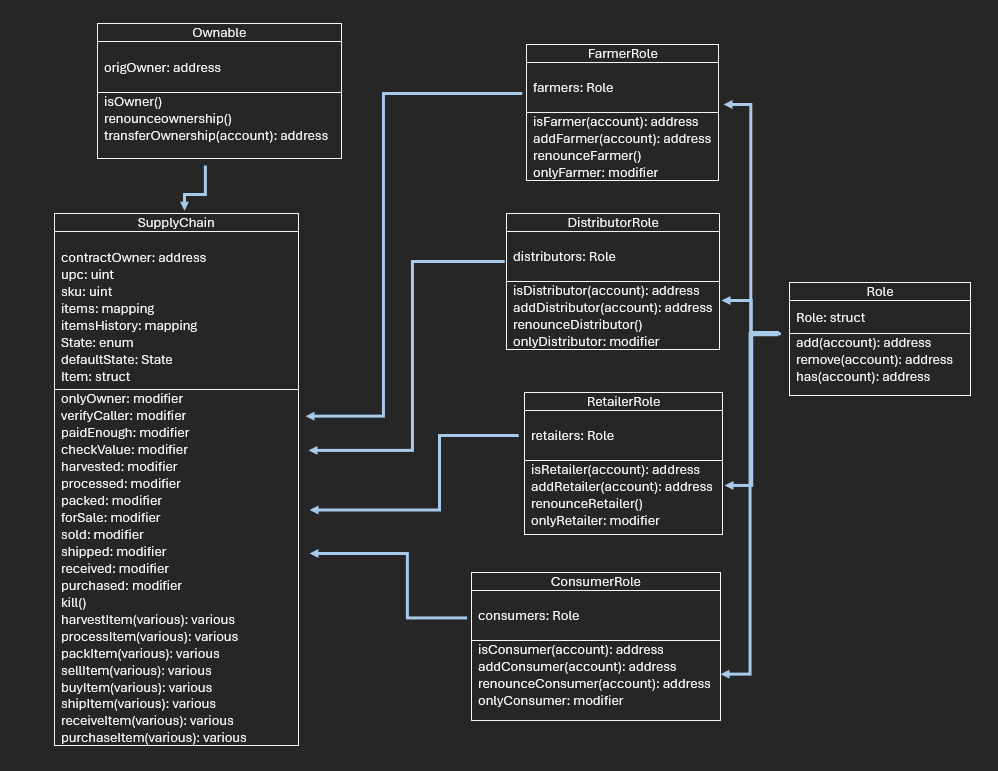 Ownable
origOwner: address
isOwner()
renounceownership()
transferOwnership(account): address
SupplyChain
contractOwner: address
upc: uint
sku: uint
items: mapping
itemsHistory: mapping
State: enum
defaultState: State
Item: struct
onlyOwner: modifier
verifyCaller: modifier
paidEnough: modifier
checkValue: modifier
harvested: modifier
processed: modifier
packed: modifier
forSale: modifier
sold: modifier
shipped: modifier
received: modifier
purchased: modifier
kill()
harvestItem(various): various
processItem(various): various
packItem(various): various
sellItem(various): various
buyItem(various): various
shipItem(various): various
receiveItem(various): various
purchaseItem(various): various
FarmerRole
farmers: Role
isFarmer(account): address
addFarmer(account): address
renounceFarmer()
onlyFarmer: modifier
DistributorRole
distributors: Role
isDistributor(account): address
addDistributor(account): address
renounceDistributor()
onlyDistributor: modifier
RetailerRole
retailers: Role
isRetailer(account): address
addRetailer(account): address
renounceRetailer()
onlyRetailer: modifier
ConsumerRole
consumers: Role
isConsumer(account): address
addConsumer(account): address
renounceConsumer(account): address
onlyConsumer: modifier
Role
Role: struct
add(account): address
remove(account): address
has(account): address